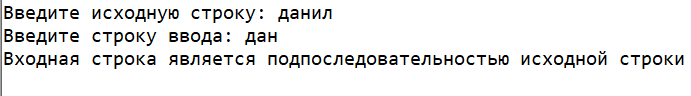 Введите исходную строку: данил
Введите строку ввода: дан
Входная строка является подпоследовательностью исходной строки